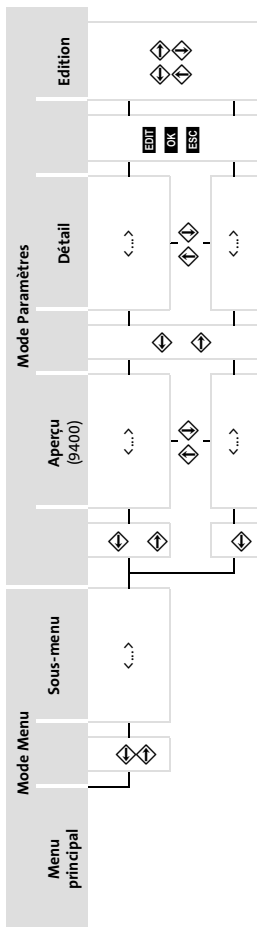 Mode Menu
Mode Paramètres
Menu
principal
Sous-menu
Aperçu
(9400)
Détail
Edition
<...>
<...>
<...>
<...>
<...>
EDIT
OK
ESC